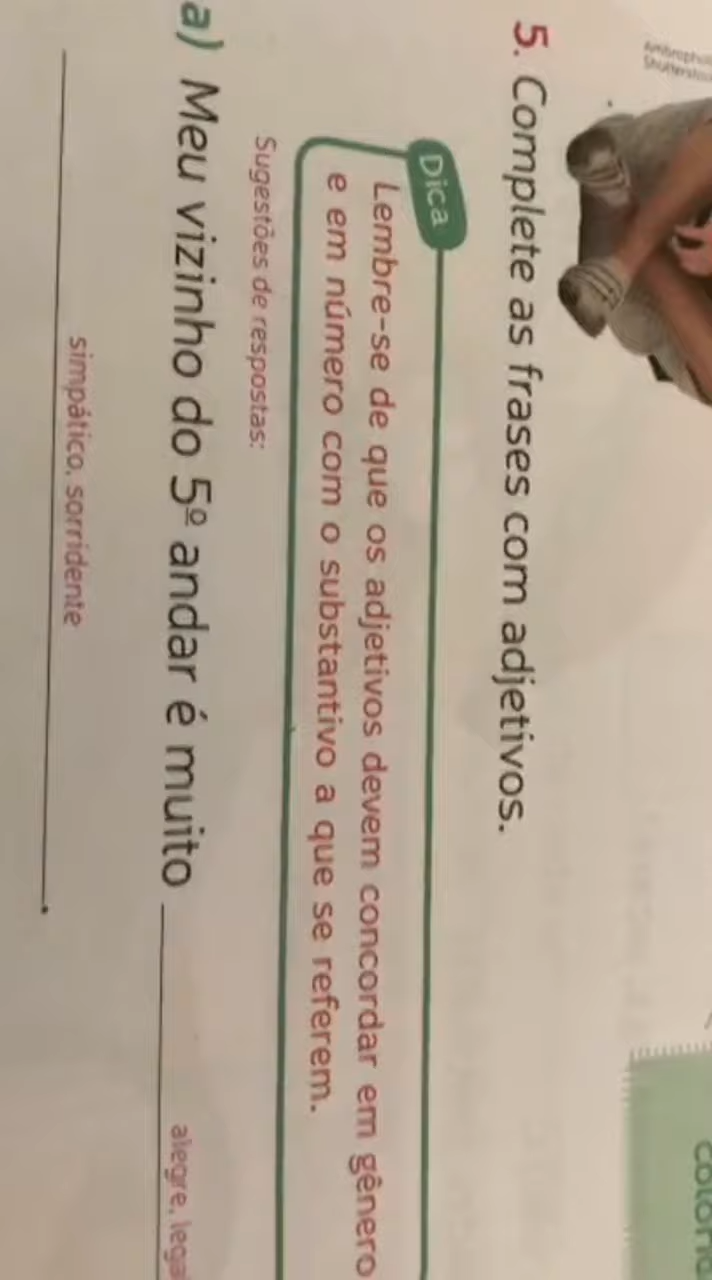 5. Complete as frases com adjetivos.
Dica
Lembre-se de que os adjetivos devem concordar em gênero
e em número com o substantivo a que se referem.
Sugestões de respostas:
a) Meu vizinho do 5º andar é muito
alegre, legal
simpático, sorridente
.